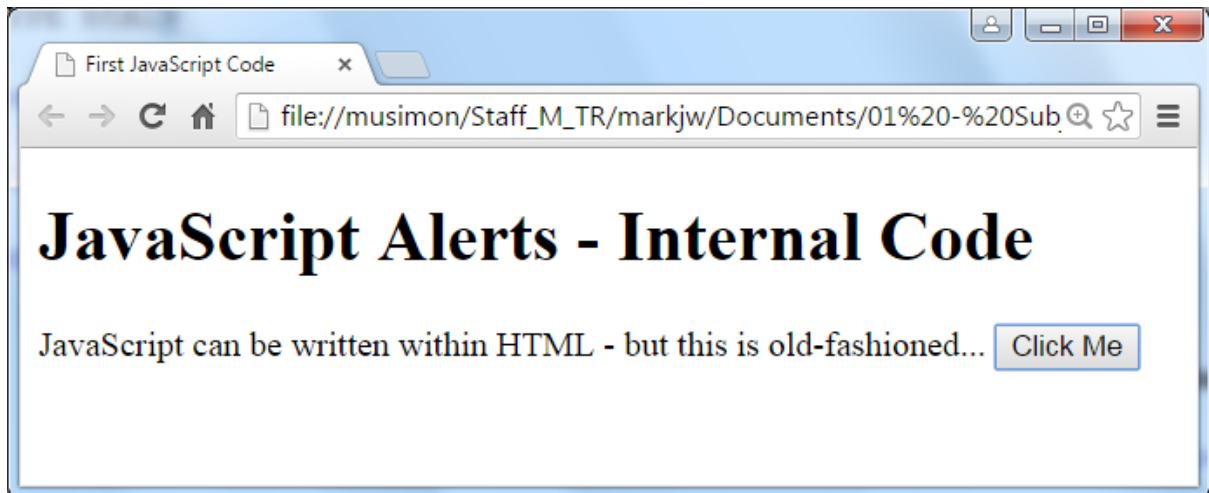 First JavaScript Code
file://musimon/Staff_M_TR/markjw/Documents/01%20-%20Sub
JavaScript Alerts - Internal Code
JavaScript can be written within HTML - but this is old-fashioned... Click Me